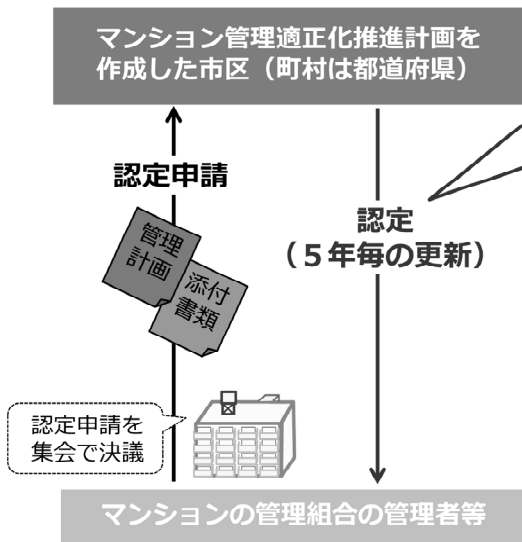 マンション管理適正化推進計画を
作成した市区（町村は都道府県）
認定申請
管理
計画
添付
書類
認定
（５年毎の更新）
認定申請を
集会で決議
マンションの管理組合の管理者等